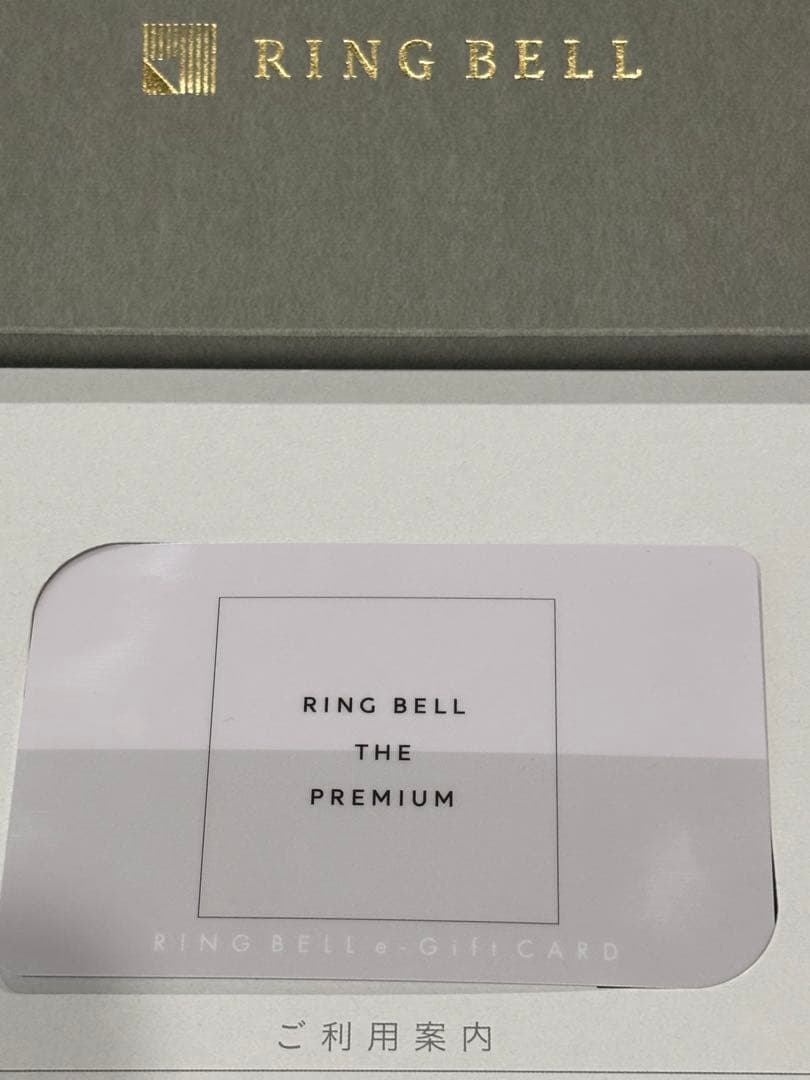 RING BELL
RING BELL
THE
PREMIUM
RING BELL e-Gift CARD
ご利用案内